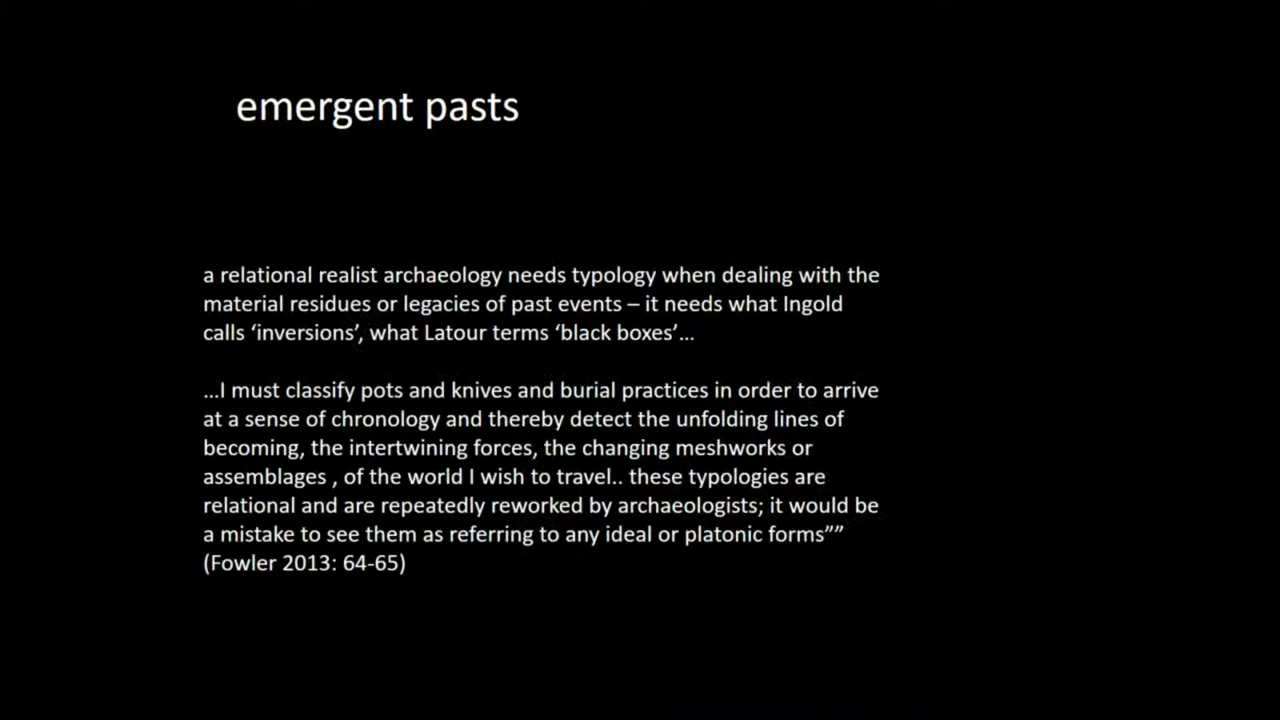 emergent pasts
a relational realist archaeology needs typology when dealing with the
material residues or legacies of past events – it needs what Ingold
calls ‘inversions’, what Latour terms ‘black boxes’…
…I must classify pots and knives and burial practices in order to arrive
at a sense of chronology and thereby detect the unfolding lines of
becoming, the intertwining forces, the changing meshworks or
assemblages , of the world I wish to travel.. these typologies are
relational and are repeatedly reworked by archaeologists; it would be
a mistake to see them as referring to any ideal or platonic forms””
(Fowler 2013: 64-65)